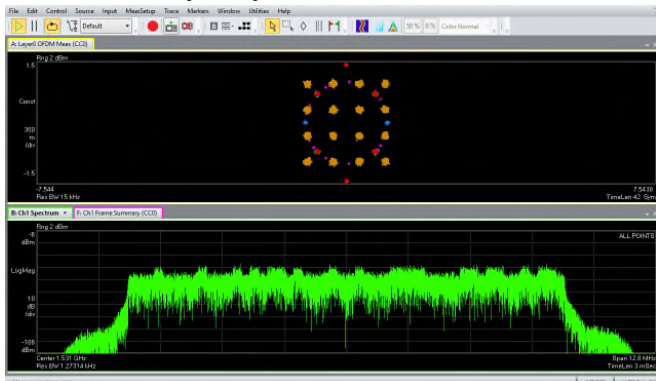 File Edit Control Source Input MeasSetup Trace Markers Window Utilities Help
Default 50% 0% Color Normal
A: Layer0 OFDM Meas (CC0)
Rng 2 dBm
1.5
Const
300
m
/div
-1.5
-7.544 7.5438
Res BW 15 kHz TimeLen 42 Sym
B: Ch1 Spectrum × F: Ch1 Frame Summary (CC0)
Rng 2 dBm
-6 ALL POINTS
dBm
LogMag
10
dB
/div
-106
dBm
Center 1.531 GHz Span 12.8 MHz
Res BW 1.27314 kHz TimeLen 3 mSec